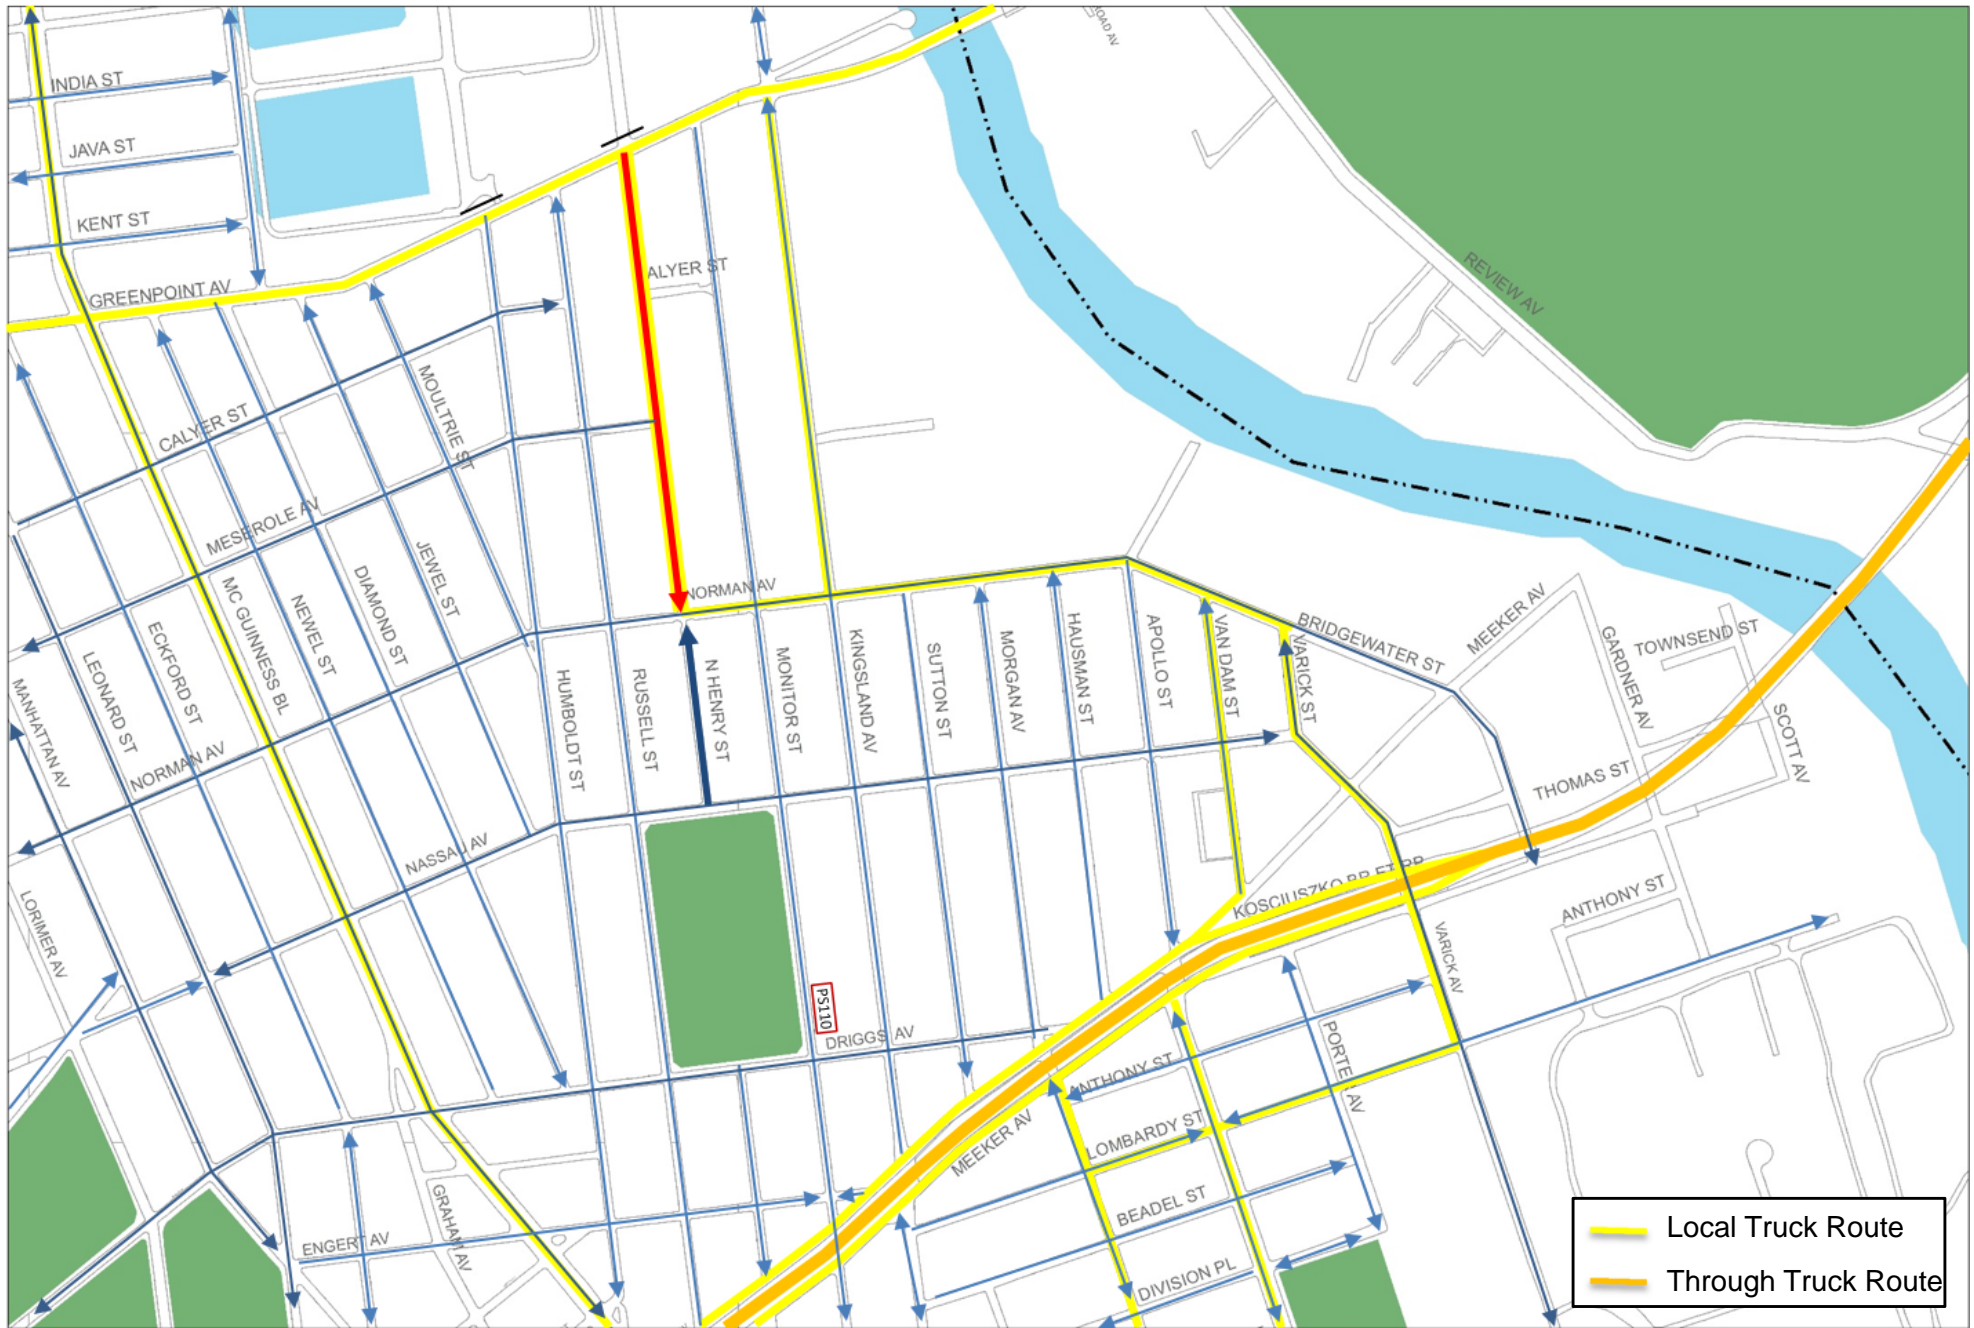 INDIA ST
JAVA ST
KENT ST
GREENPOINT AV
ALYER ST
CALYER ST
MOULTRIE ST
MESEROLE AV
REVIEW AV
NORMAN AV
MC GUINNESS BL
NEWEL ST
DIAMOND ST
JEWEL ST
ECKFORD ST
LEONARD ST
MANHATTAN AV
NORMAN AV
HUMBOLDT ST
RUSSELL ST
N HENRY ST
MONITOR ST
KINGSLAND AV
SUTTON ST
MORGAN AV
HAUSMAN ST
APOLLO ST
VAN DAM ST
VARICK ST
BRIDGEWATER ST
MEEKER AV
GARDNER AV
TOWNSEND ST
SCOTT AV
THOMAS ST
NASSAU AV
LORIMER AV
KOSCIUSZKO BR ET RP
ANTHONY ST
VARICK AV
PS110
DRIGGS AV
ANTHONY ST
PORTER AV
MEEKER AV
LOMBARDY ST
BEADEL ST
DIVISION PL
ENGERT AV
GRAHAM AV
Local Truck Route
Through Truck Route